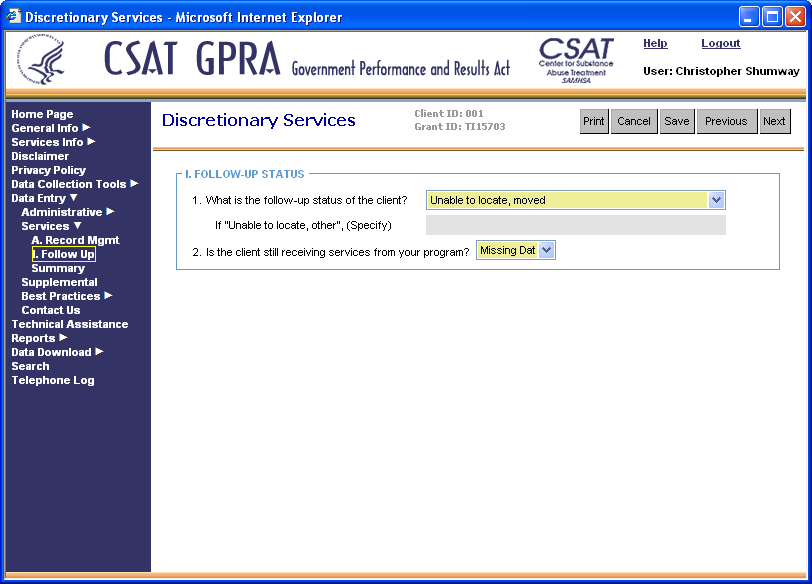 Discretionary Services - Microsoft Internet Explorer
CSAT GPRA Government Performance and Results Act
CSAT
Center for Substance
Abuse Treatment
SAMHSA
Help Logout
User: Christopher Shumway
Home Page
General Info
Services Info
Disclaimer
Privacy Policy
Data Collection Tools
Data Entry
Administrative
Services
A. Record Mgmt
I. Follow Up
Summary
Supplemental
Best Practices
Contact Us
Technical Assistance
Reports
Data Download
Search
Telephone Log
Discretionary Services
Client ID: 001
Grant ID: TI15703
Print Cancel Save Previous Next
I. FOLLOW-UP STATUS
1. What is the follow-up status of the client? Unable to locate, moved
If "Unable to locate, other", (Specify)
2. Is the client still receiving services from your program? Missing Dat